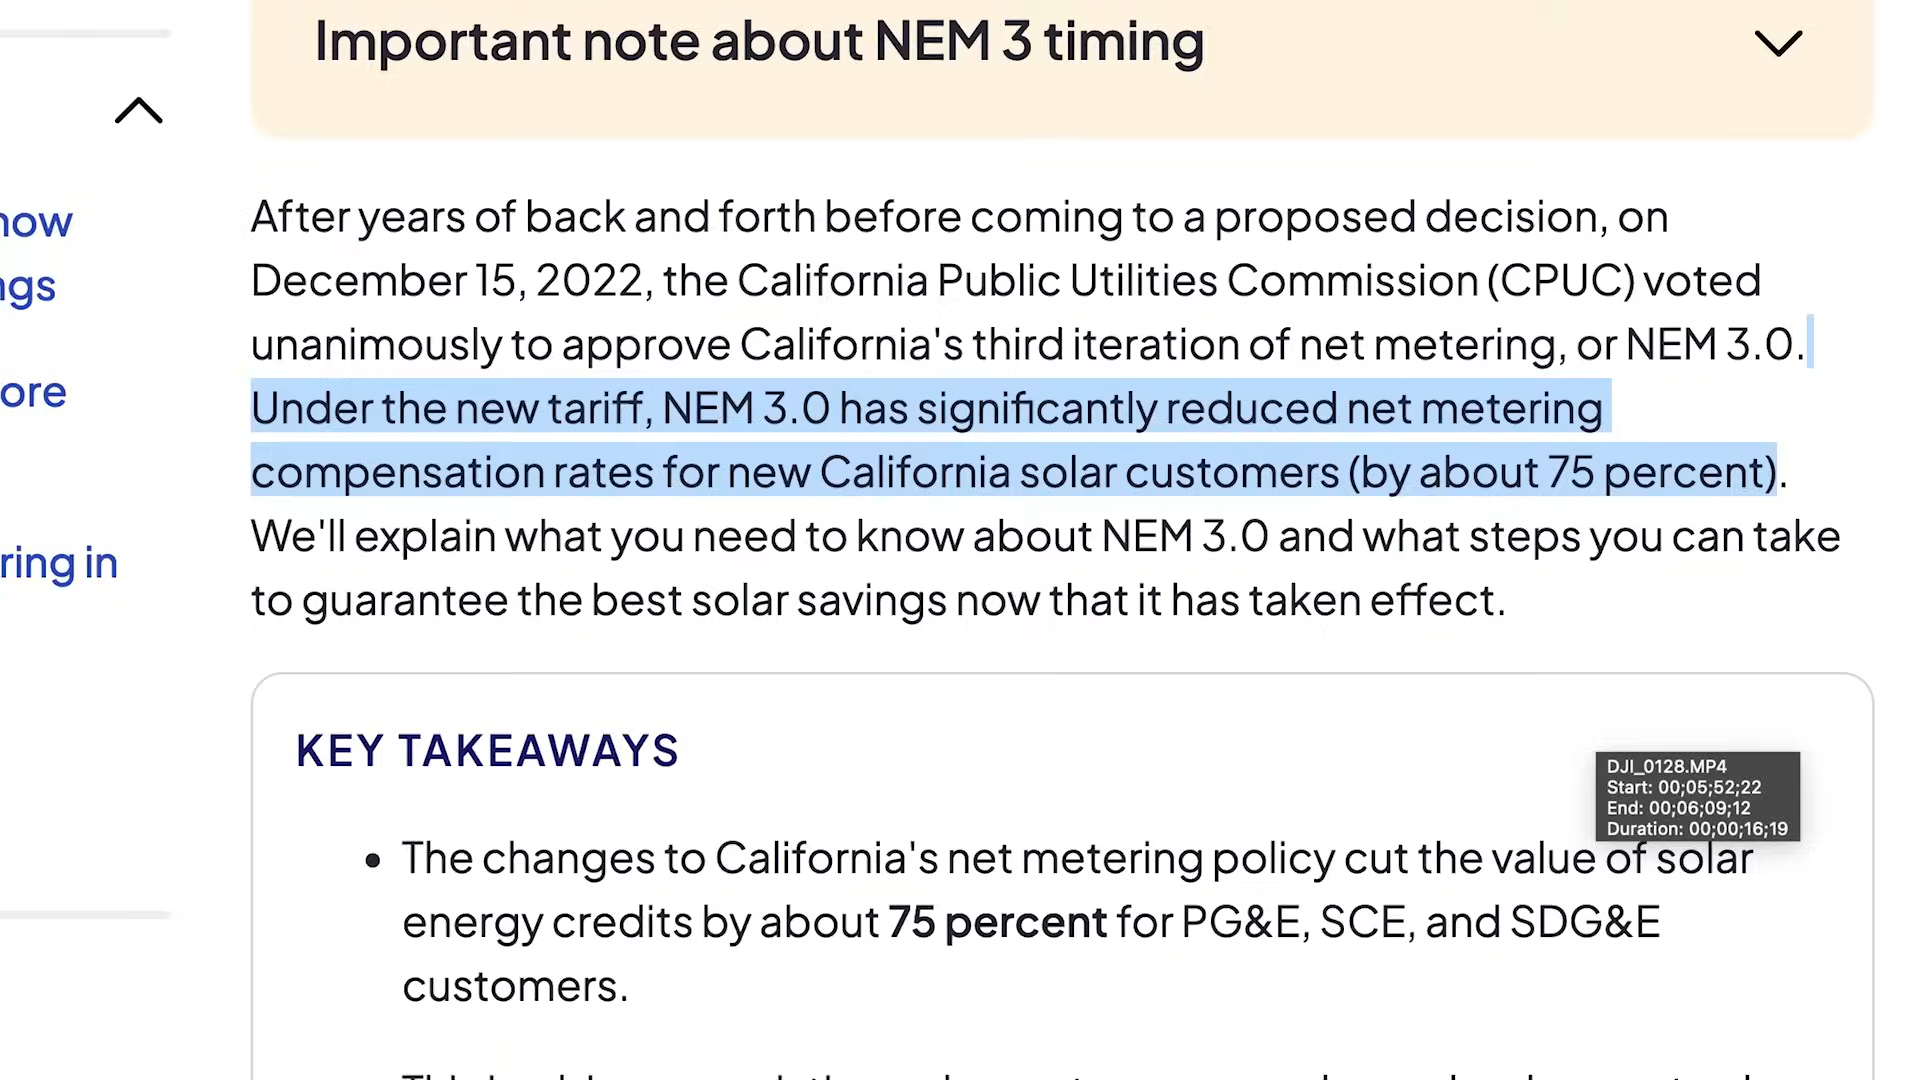 Important note about NEM 3 timing
now
ngs
ore
ring in
After years of back and forth before coming to a proposed decision, on
December 15, 2022, the California Public Utilities Commission (CPUC) voted
unanimously to approve California's third iteration of net metering, or NEM 3.0.
Under the new tariff, NEM 3.0 has significantly reduced net metering
compensation rates for new California solar customers (by about 75 percent).
We'll explain what you need to know about NEM 3.0 and what steps you can take
to guarantee the best solar savings now that it has taken effect.
KEY TAKEAWAYS
DJI_0128.MP4
Start: 00;05;52;22
End: 00;06;09;12
Duration: 00;00;16;19
• The changes to California's net metering policy cut the value of solar
energy credits by about 75 percent for PG&E, SCE, and SDG&E
customers.